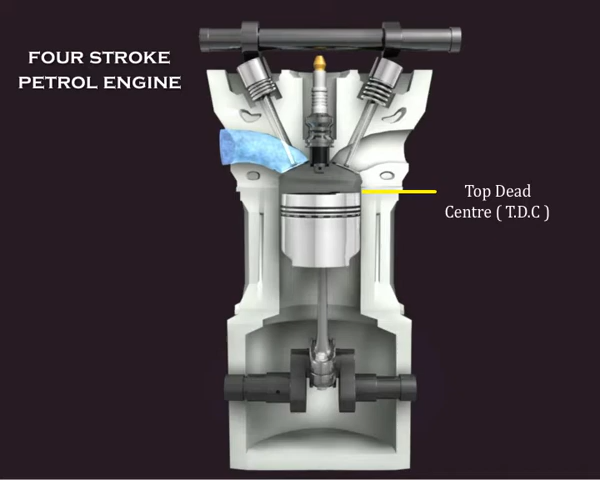 FOUR STROKE
PETROL ENGINE
Top Dead
Centre ( T.D.C )